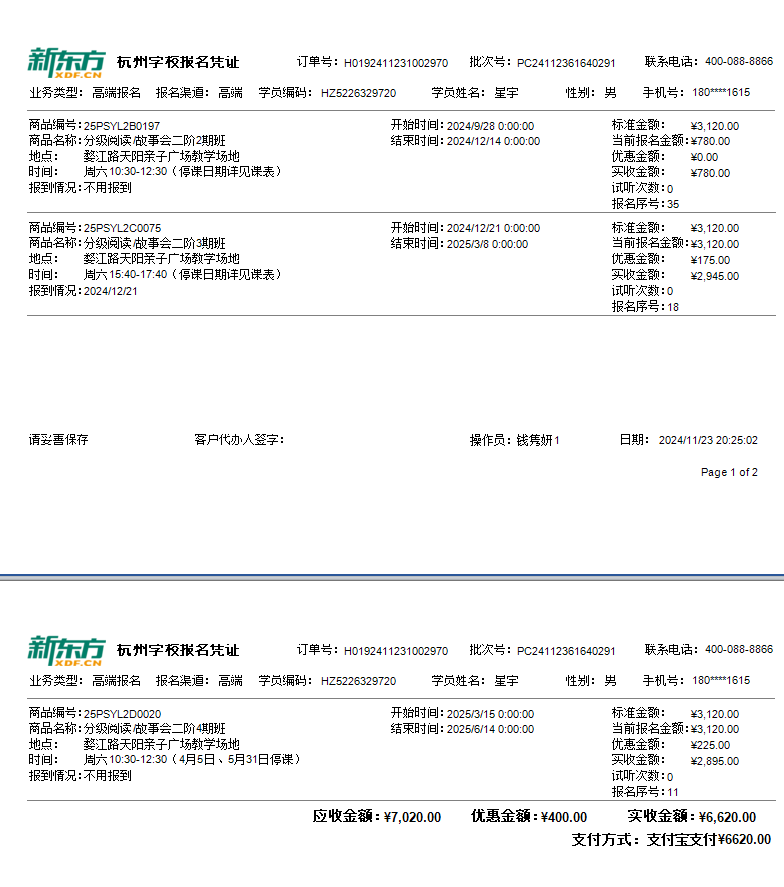 新东方 XDF.CN 杭州学校报名凭证 订单号：H0192411231002970 批次号：PC24112361640291 联系电话：400-088-8866
业务类型：高端报名 报名渠道：高端 学员编码：HZ5226329720 学员姓名：星宇 性别：男 手机号：180****1615
商品编号：25PSYL2B0197 开始时间：2024/9/28 0:00:00 标准金额：¥3,120.00
商品名称：分级阅读/故事会二阶2期班 结束时间：2024/12/14 0:00:00 当前报名金额：¥780.00
地点：婺江路天阳亲子广场教学场地 优惠金额：¥0.00
时间：周六10:30-12:30（停课日期详见课表） 实收金额：¥780.00
报到情况：不用报到 试听次数：0
报名序号：35
商品编号：25PSYL2C0075 开始时间：2024/12/21 0:00:00 标准金额：¥3,120.00
商品名称：分级阅读/故事会二阶3期班 结束时间：2025/3/8 0:00:00 当前报名金额：¥3,120.00
地点：婺江路天阳亲子广场教学场地 优惠金额：¥175.00
时间：周六15:40-17:40（停课日期详见课表） 实收金额：¥2,945.00
报到情况：2024/12/21 试听次数：0
报名序号：18
请妥善保存 客户代办人签字： 操作员：钱隽妍1 日期：2024/11/23 20:25:02
Page 1 of 2
新东方 XDF.CN 杭州学校报名凭证 订单号：H0192411231002970 批次号：PC24112361640291 联系电话：400-088-8866
业务类型：高端报名 报名渠道：高端 学员编码：HZ5226329720 学员姓名：星宇 性别：男 手机号：180****1615
商品编号：25PSYL2D0020 开始时间：2025/3/15 0:00:00 标准金额：¥3,120.00
商品名称：分级阅读/故事会二阶4期班 结束时间：2025/6/14 0:00:00 当前报名金额：¥3,120.00
地点：婺江路天阳亲子广场教学场地 优惠金额：¥225.00
时间：周六10:30-12:30（4月5日、5月31日停课） 实收金额：¥2,895.00
报到情况：不用报到 试听次数：0
报名序号：11
应收金额：¥7,020.00 优惠金额：¥400.00 实收金额：¥6,620.00
支付方式：支付宝支付¥6620.00